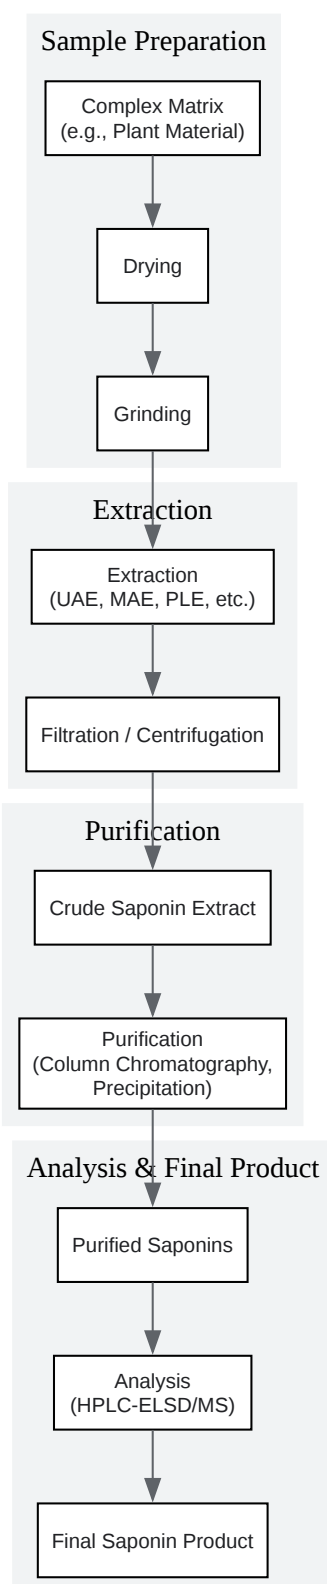 Sample Preparation
Complex Matrix
(e.g., Plant Material)
Drying
Grinding
Extraction
Extraction
(UAE, MAE, PLE, etc.)
Filtration / Centrifugation
Purification
Crude Saponin Extract
Purification
(Column Chromatography,
Precipitation)
Analysis & Final Product
Purified Saponins
Analysis
(HPLC-ELSD/MS)
Final Saponin Product